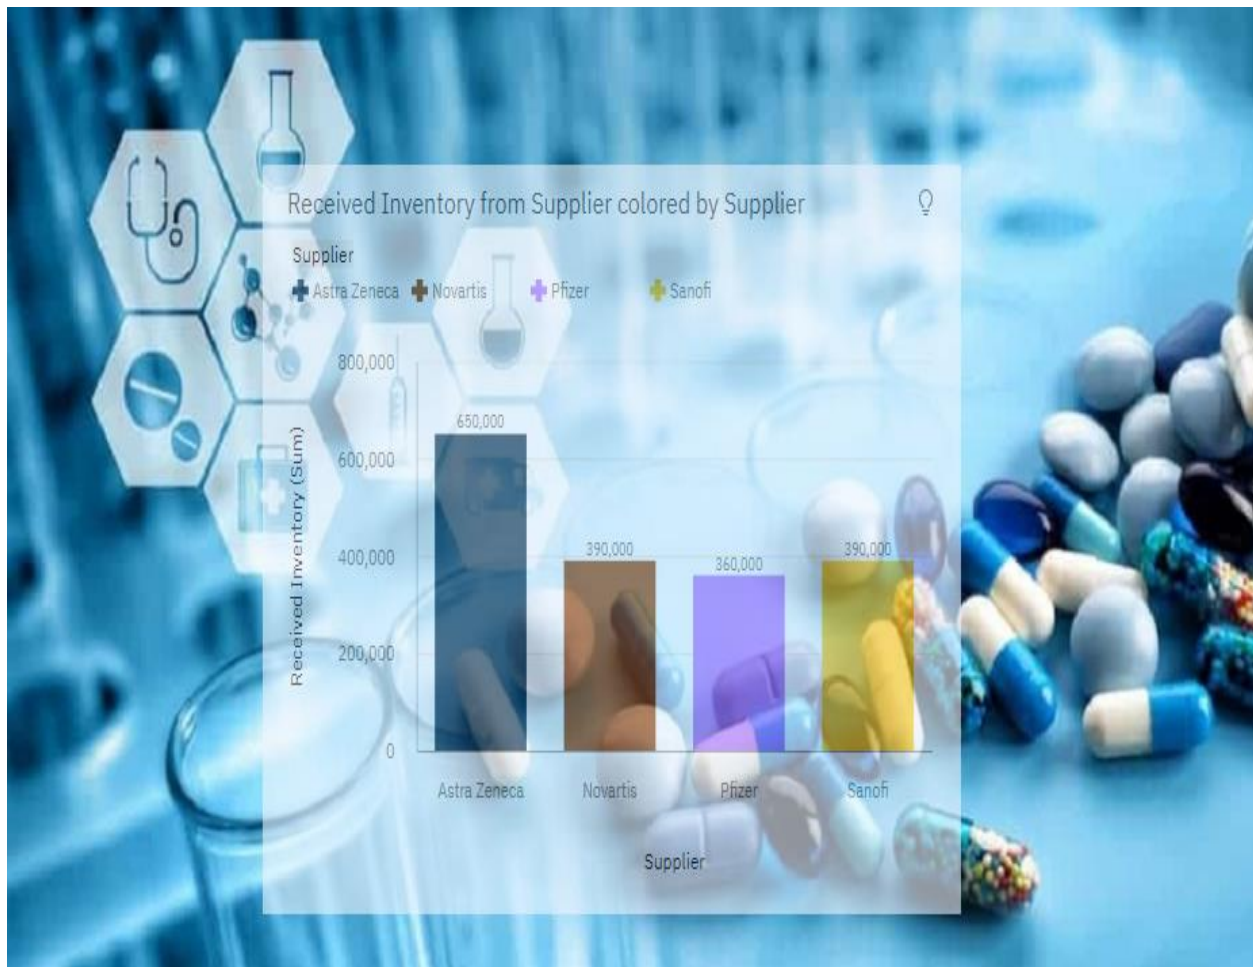 Received Inventory from Supplier colored by Supplier
Supplier
Astra Zeneca Novartis Pfizer Sanofi
800,000
650,000
600,000
390,000 360,000 390,000
400,000
200,000
0
Received Inventory (Sum)
Astra Zeneca Novartis Pfizer Sanofi
Supplier